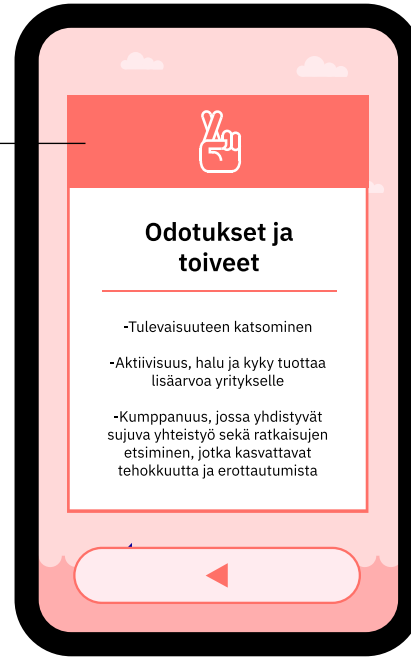 Odotukset ja
toiveet
-Tulevaisuuteen katsominen
-Aktiivisuus, halu ja kyky tuottaa
lisäarvoa yritykselle
-Kumppanuus, jossa yhdistyvät
sujuva yhteistyö sekä ratkaisujen
etsiminen, jotka kasvattavat
tehokkuutta ja erottautumista